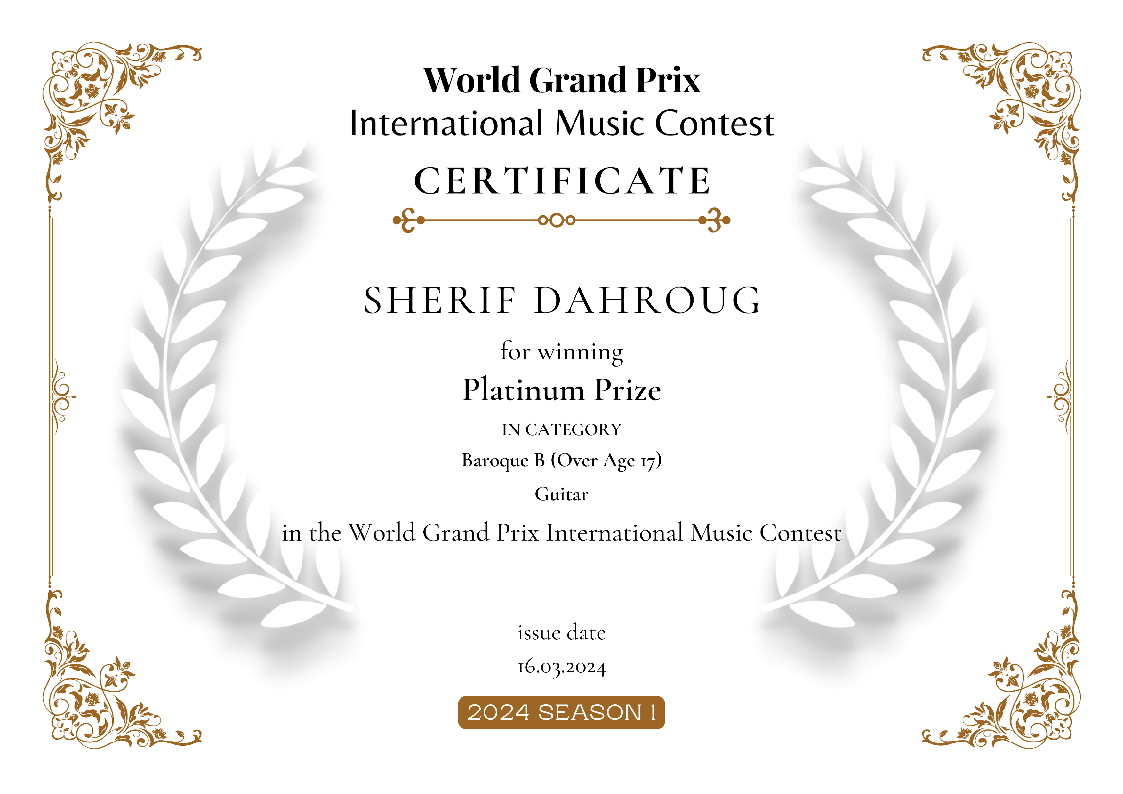 World Grand Prix
International Music Contest
CERTIFICATE
SHERIF DAHROUG
for winning
Platinum Prize
IN CATEGORY
Baroque B (Over Age 17)
Guitar
in the World Grand Prix International Music Contest
issue date
16.03.2024
2024 SEASON 1